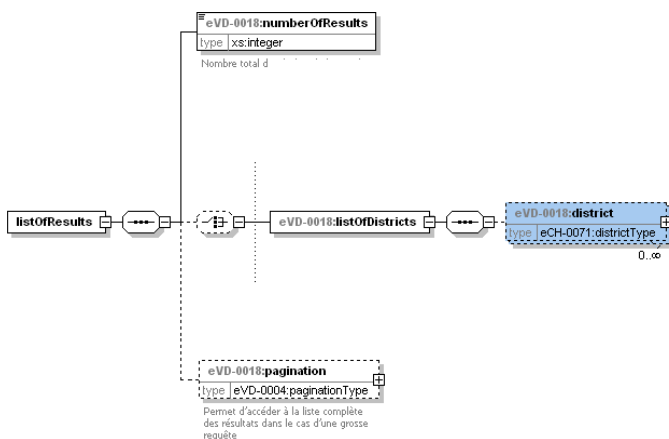 eVD-0018:numberOfResults
type xs:integer
Nombre total d
listOfResults
eVD-0018:listOfDistricts
eVD-0018:district
type eCH-0071:districtType
0..∞
eVD-0018:pagination
type eVD-0004:paginationType
Permet d'accéder à la liste complète
des résultats dans le cas d'une grosse
requête